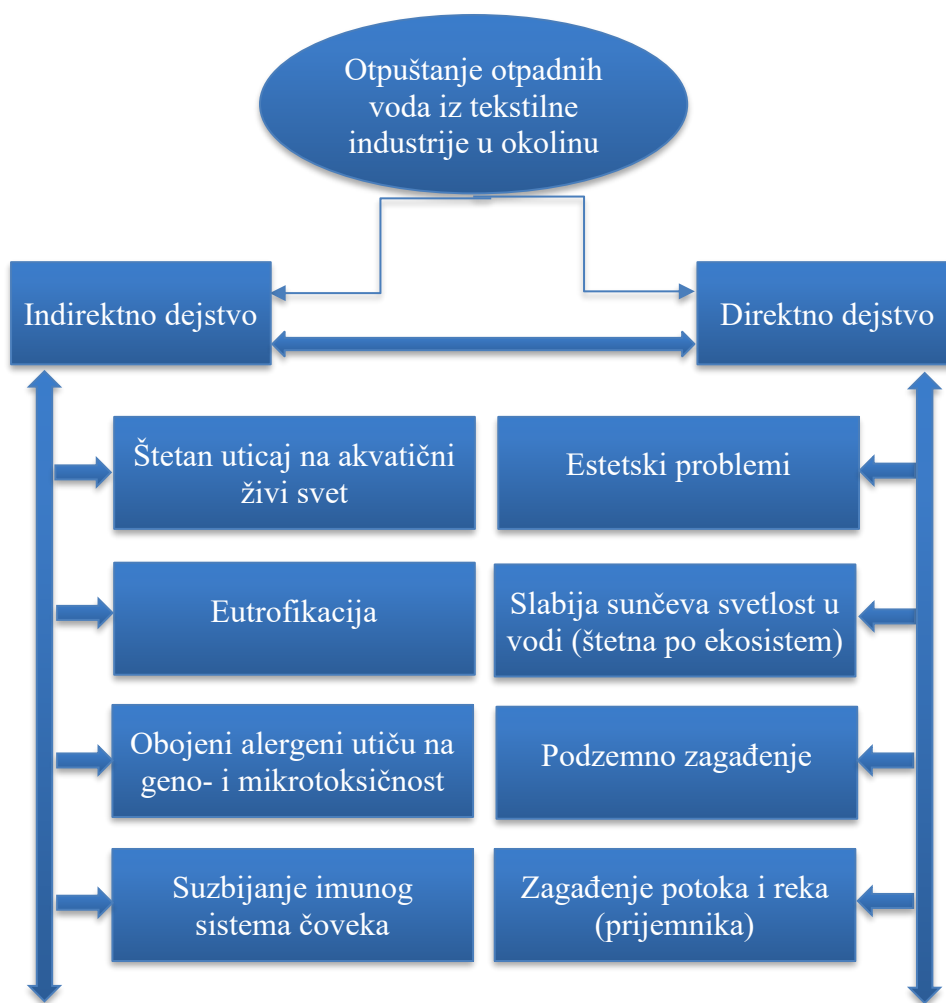 Otpuštanje otpadnih
voda iz tekstilne
industrije u okolinu
Indirektno dejstvo
Direktno dejstvo
Štetan uticaj na akvatični
živi svet
Estetski problemi
Eutrofikacija
Slabija sunčeva svetlost u
vodi (štetna po ekosistem)
Obojeni alergeni utiču na
geno- i mikrotoksičnost
Podzemno zagađenje
Suzbijanje imunog
sistema čoveka
Zagađenje potoka i reka
(prijemnika)